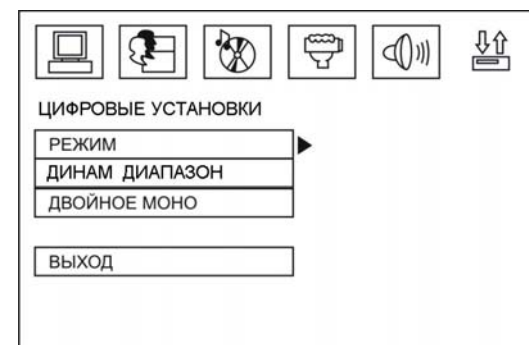 ЦИФРОВЫЕ УСТАНОВКИ
РЕЖИМ
ДИНАМ ДИАПАЗОН
ДВОЙНОЕ МОНО
ВЫХОД